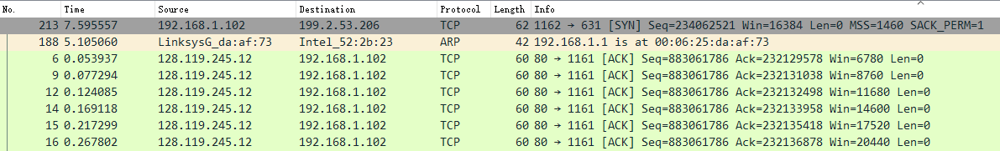 No. Time Source Destination Protocol Length Info
213 7.595557 192.168.1.102 199.2.53.206 TCP 62 1162 → 631 [SYN] Seq=234062521 Win=16384 Len=0 MSS=1460 SACK_PERM=1
188 5.105060 LinksysG_da:af:73 Intel_52:2b:23 ARP 42 192.168.1.1 is at 00:06:25:da:af:73
6 0.053937 128.119.245.12 192.168.1.102 TCP 60 80 → 1161 [ACK] Seq=883061786 Ack=232129578 Win=6780 Len=0
9 0.077294 128.119.245.12 192.168.1.102 TCP 60 80 → 1161 [ACK] Seq=883061786 Ack=232131038 Win=8760 Len=0
12 0.124085 128.119.245.12 192.168.1.102 TCP 60 80 → 1161 [ACK] Seq=883061786 Ack=232132498 Win=11680 Len=0
14 0.169118 128.119.245.12 192.168.1.102 TCP 60 80 → 1161 [ACK] Seq=883061786 Ack=232133958 Win=14600 Len=0
15 0.217299 128.119.245.12 192.168.1.102 TCP 60 80 → 1161 [ACK] Seq=883061786 Ack=232135418 Win=17520 Len=0
16 0.267802 128.119.245.12 192.168.1.102 TCP 60 80 → 1161 [ACK] Seq=883061786 Ack=232136878 Win=20440 Len=0